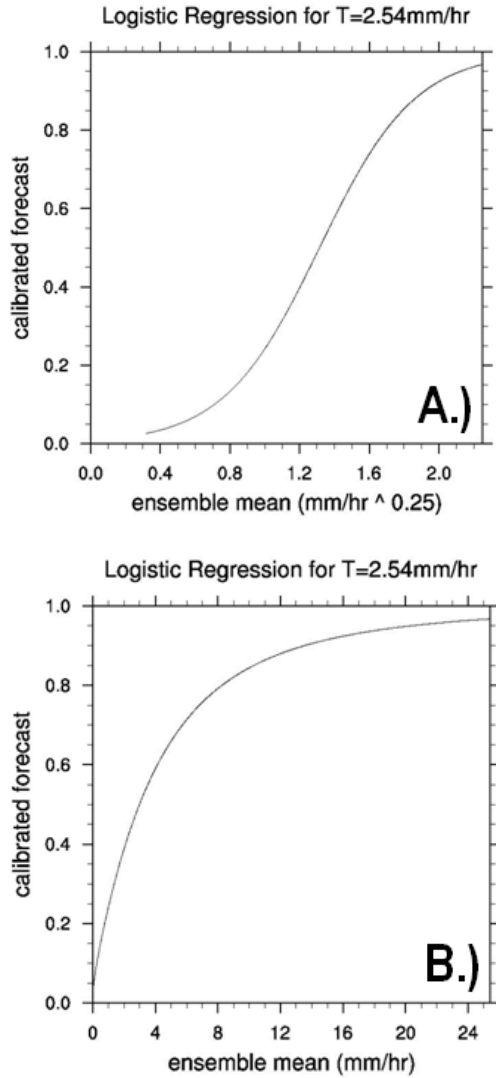 Logistic Regression for T=2.54mm/hr
1.0
0.8
0.6
0.4
0.2
0.0
calibrated forecast
A.)
0.0 0.4 0.8 1.2 1.6 2.0
ensemble mean (mm/hr ^ 0.25)
Logistic Regression for T=2.54mm/hr
1.0
0.8
0.6
0.4
0.2
0.0
calibrated forecast
B.)
0 4 8 12 16 20 24
ensemble mean (mm/hr)